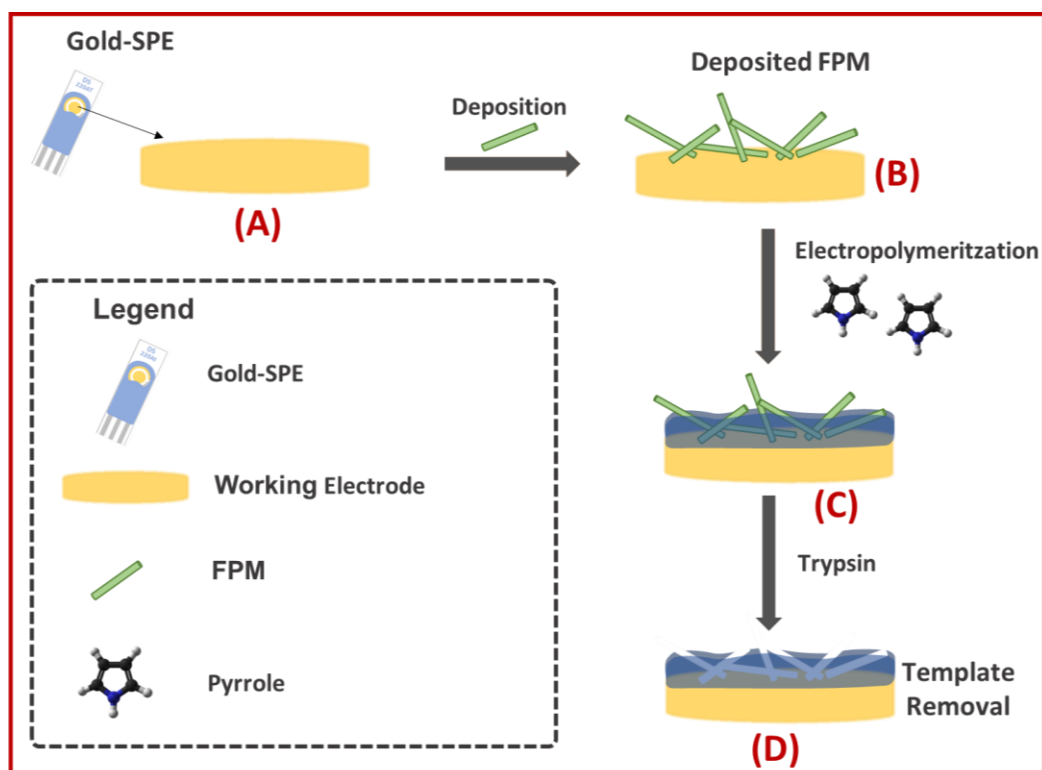 Gold-SPE
Deposition
Deposited FPM
(A)
(B)
Electropolymeritzation
Legend
Gold-SPE
Working Electrode
FPM
Pyrrole
(C)
Trypsin
Template
Removal
(D)